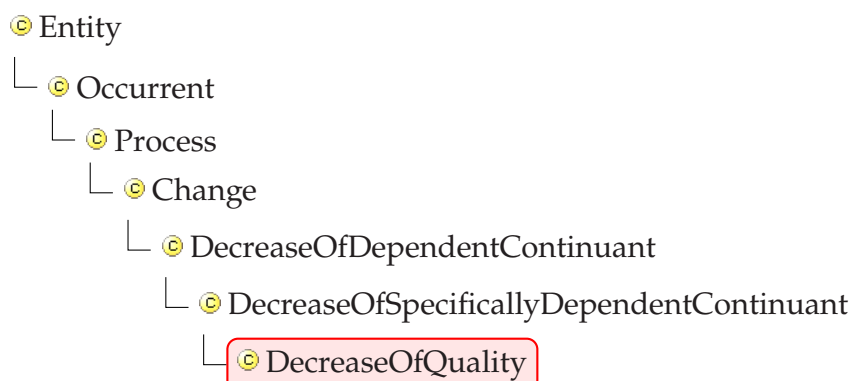 Entity
Occurrent
Process
Change
DecreaseOfDependentContinuant
DecreaseOfSpecificallyDependentContinuant
DecreaseOfQuality